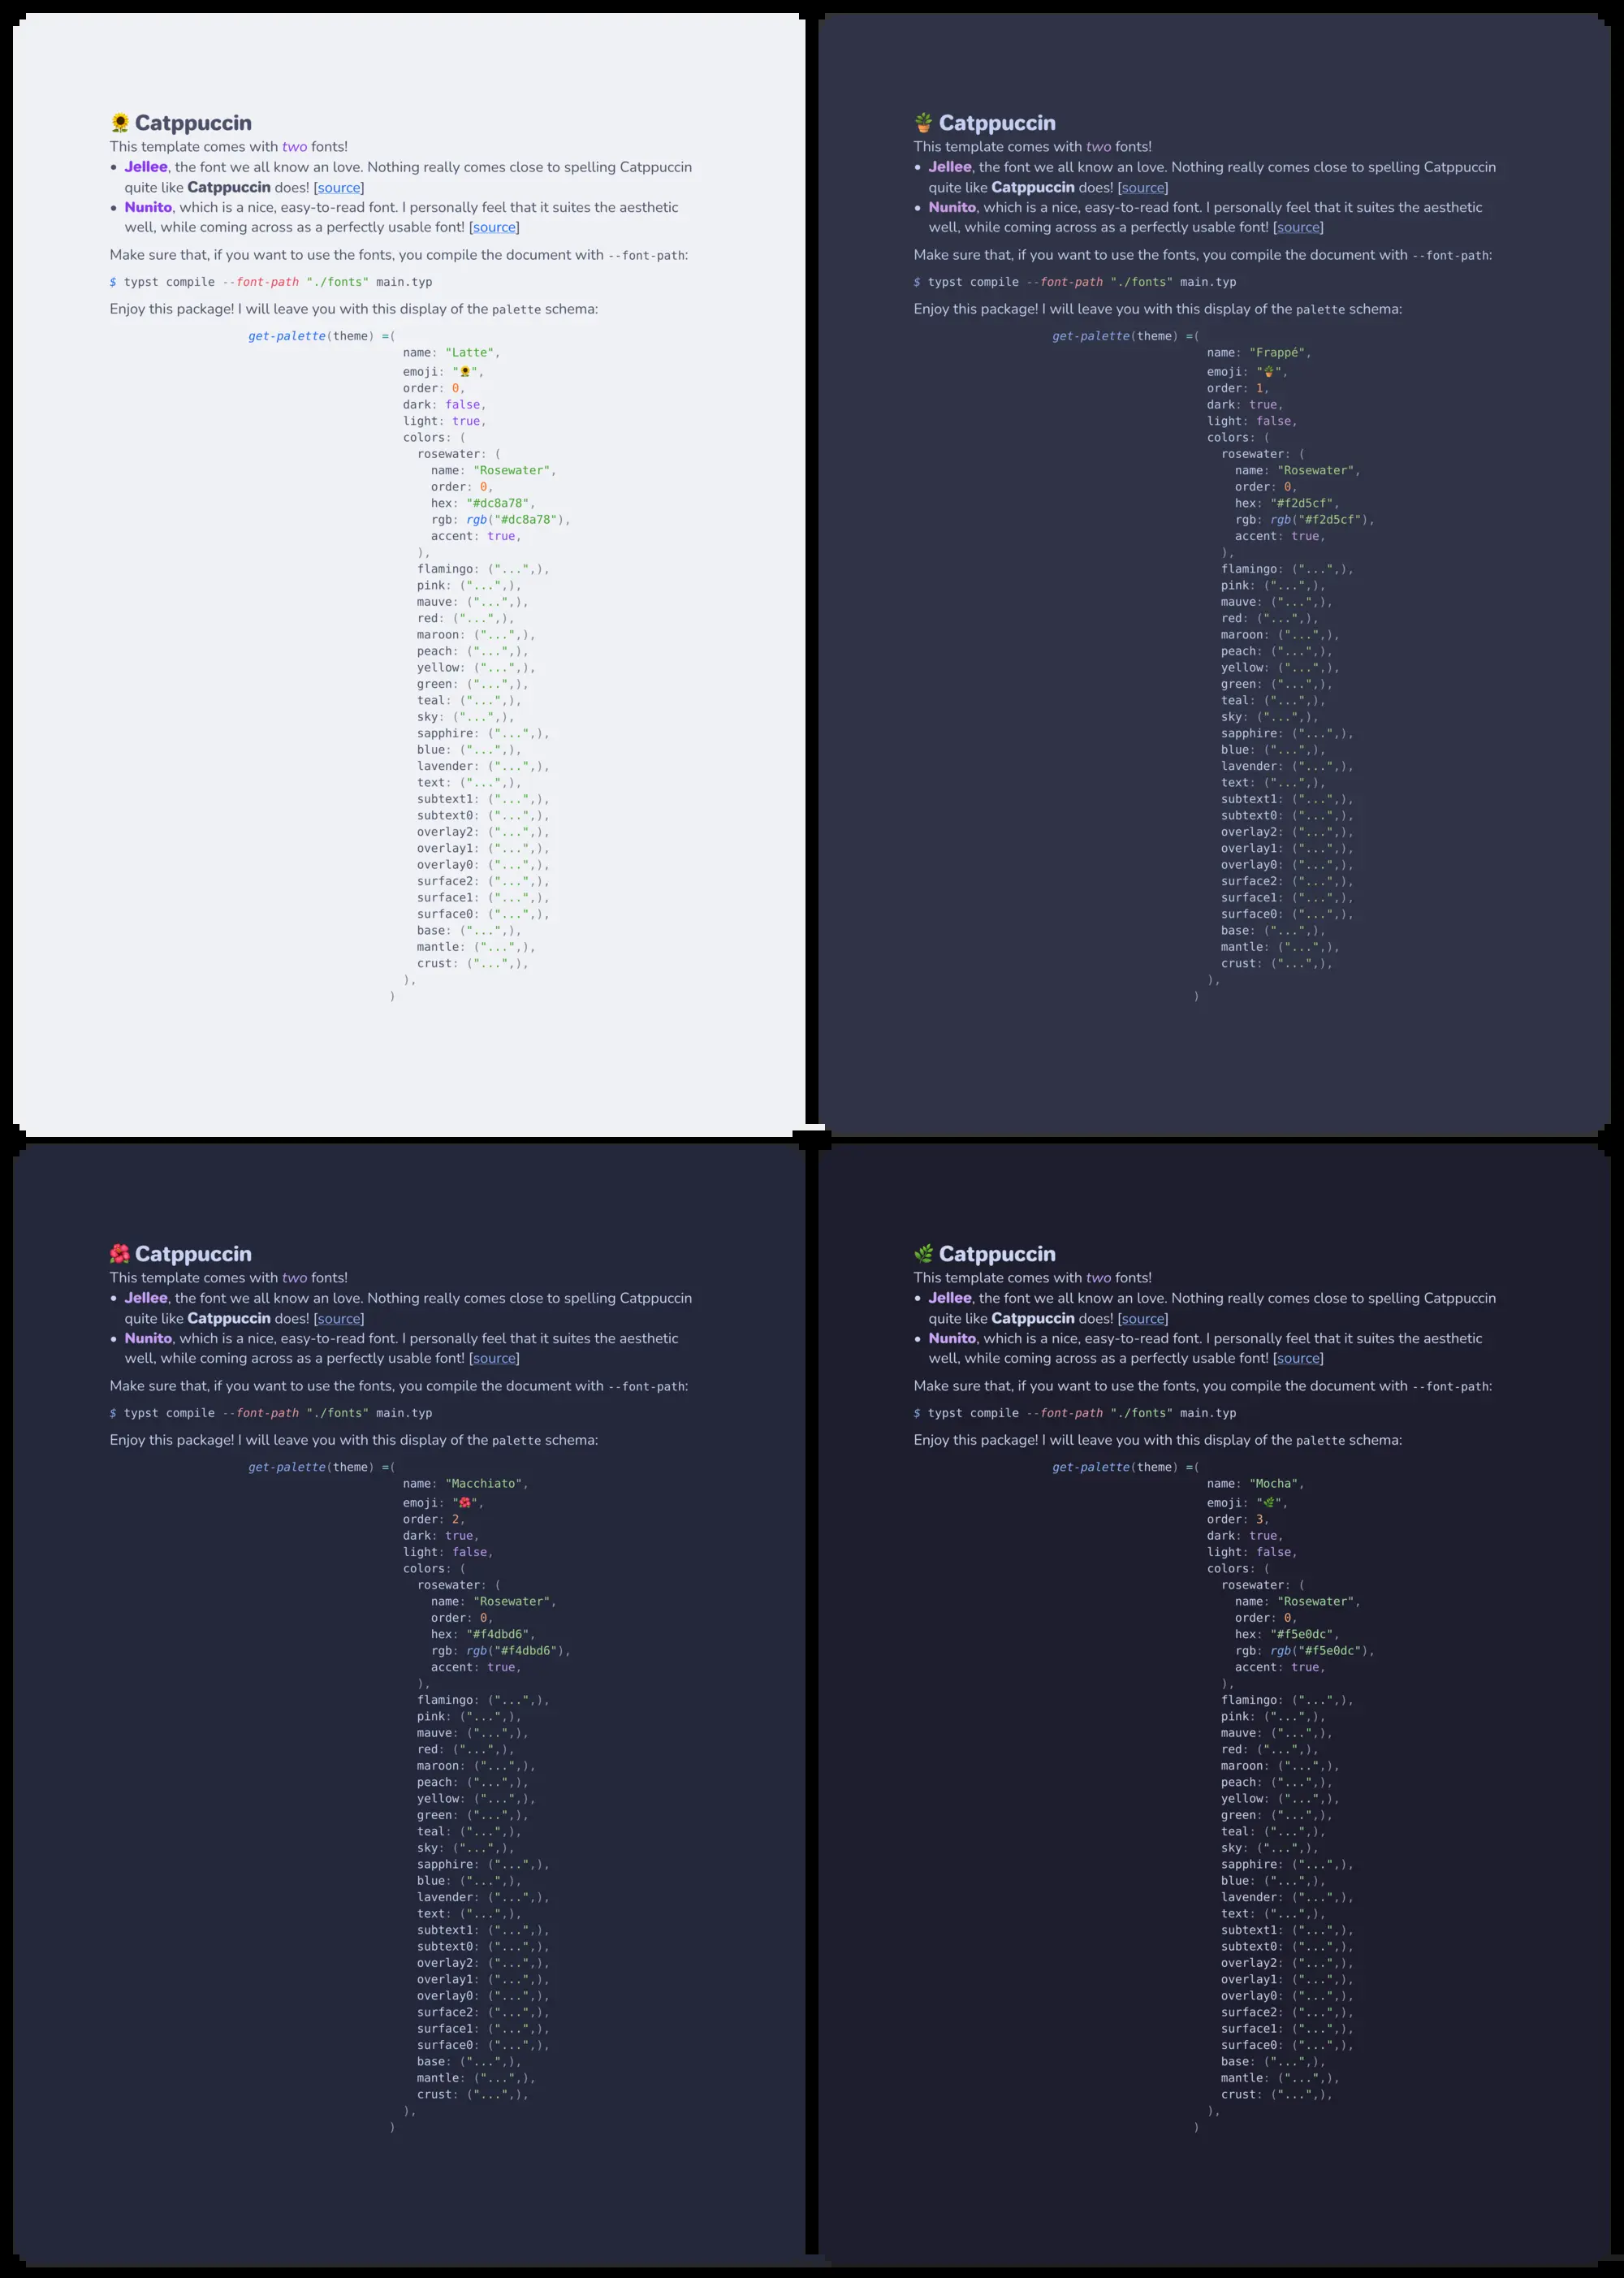 🌻 Catppuccin
This template comes with two fonts!
• Jellee, the font we all know an love. Nothing really comes close to spelling Catppuccin
quite like Catppuccin does! [source]
• Nunito, which is a nice, easy-to-read font. I personally feel that it suites the aesthetic
well, while coming across as a perfectly usable font! [source]
Make sure that, if you want to use the fonts, you compile the document with --font-path:
$ typst compile --font-path "./fonts" main.typ
Enjoy this package! I will leave you with this display of the palette schema:
get-palette(theme) =(
name: "Latte",
emoji: "🌻",
order: 0,
dark: false,
light: true,
colors: (
rosewater: (
name: "Rosewater",
order: 0,
hex: "#dc8a78",
rgb: rgb("#dc8a78"),
accent: true,
),
flamingo: ("...",),
pink: ("...",),
mauve: ("...",),
red: ("...",),
maroon: ("...",),
peach: ("...",),
yellow: ("...",),
green: ("...",),
teal: ("...",),
sky: ("...",),
sapphire: ("...",),
blue: ("...",),
lavender: ("...",),
text: ("...",),
subtext1: ("...",),
subtext0: ("...",),
overlay2: ("...",),
overlay1: ("...",),
overlay0: ("...",),
surface2: ("...",),
surface1: ("...",),
surface0: ("...",),
base: ("...",),
mantle: ("...",),
crust: ("...",),
),
)
🪴 Catppuccin
This template comes with two fonts!
• Jellee, the font we all know an love. Nothing really comes close to spelling Catppuccin
quite like Catppuccin does! [source]
• Nunito, which is a nice, easy-to-read font. I personally feel that it suites the aesthetic
well, while coming across as a perfectly usable font! [source]
Make sure that, if you want to use the fonts, you compile the document with --font-path:
$ typst compile --font-path "./fonts" main.typ
Enjoy this package! I will leave you with this display of the palette schema:
get-palette(theme) =(
name: "Frappé",
emoji: "🪴",
order: 1,
dark: true,
light: false,
colors: (
rosewater: (
name: "Rosewater",
order: 0,
hex: "#f2d5cf",
rgb: rgb("#f2d5cf"),
accent: true,
),
flamingo: ("...",),
pink: ("...",),
mauve: ("...",),
red: ("...",),
maroon: ("...",),
peach: ("...",),
yellow: ("...",),
green: ("...",),
teal: ("...",),
sky: ("...",),
sapphire: ("...",),
blue: ("...",),
lavender: ("...",),
text: ("...",),
subtext1: ("...",),
subtext0: ("...",),
overlay2: ("...",),
overlay1: ("...",),
overlay0: ("...",),
surface2: ("...",),
surface1: ("...",),
surface0: ("...",),
base: ("...",),
mantle: ("...",),
crust: ("...",),
),
)
🌺 Catppuccin
This template comes with two fonts!
• Jellee, the font we all know an love. Nothing really comes close to spelling Catppuccin
quite like Catppuccin does! [source]
• Nunito, which is a nice, easy-to-read font. I personally feel that it suites the aesthetic
well, while coming across as a perfectly usable font! [source]
Make sure that, if you want to use the fonts, you compile the document with --font-path:
$ typst compile --font-path "./fonts" main.typ
Enjoy this package! I will leave you with this display of the palette schema:
get-palette(theme) =(
name: "Macchiato",
emoji: "🌺",
order: 2,
dark: true,
light: false,
colors: (
rosewater: (
name: "Rosewater",
order: 0,
hex: "#f4dbd6",
rgb: rgb("#f4dbd6"),
accent: true,
),
flamingo: ("...",),
pink: ("...",),
mauve: ("...",),
red: ("...",),
maroon: ("...",),
peach: ("...",),
yellow: ("...",),
green: ("...",),
teal: ("...",),
sky: ("...",),
sapphire: ("...",),
blue: ("...",),
lavender: ("...",),
text: ("...",),
subtext1: ("...",),
subtext0: ("...",),
overlay2: ("...",),
overlay1: ("...",),
overlay0: ("...",),
surface2: ("...",),
surface1: ("...",),
surface0: ("...",),
base: ("...",),
mantle: ("...",),
crust: ("...",),
),
)
🌿 Catppuccin
This template comes with two fonts!
• Jellee, the font we all know an love. Nothing really comes close to spelling Catppuccin
quite like Catppuccin does! [source]
• Nunito, which is a nice, easy-to-read font. I personally feel that it suites the aesthetic
well, while coming across as a perfectly usable font! [source]
Make sure that, if you want to use the fonts, you compile the document with --font-path:
$ typst compile --font-path "./fonts" main.typ
Enjoy this package! I will leave you with this display of the palette schema:
get-palette(theme) =(
name: "Mocha",
emoji: "🌿",
order: 3,
dark: true,
light: false,
colors: (
rosewater: (
name: "Rosewater",
order: 0,
hex: "#f5e0dc",
rgb: rgb("#f5e0dc"),
accent: true,
),
flamingo: ("...",),
pink: ("...",),
mauve: ("...",),
red: ("...",),
maroon: ("...",),
peach: ("...",),
yellow: ("...",),
green: ("...",),
teal: ("...",),
sky: ("...",),
sapphire: ("...",),
blue: ("...",),
lavender: ("...",),
text: ("...",),
subtext1: ("...",),
subtext0: ("...",),
overlay2: ("...",),
overlay1: ("...",),
overlay0: ("...",),
surface2: ("...",),
surface1: ("...",),
surface0: ("...",),
base: ("...",),
mantle: ("...",),
crust: ("...",),
),
)